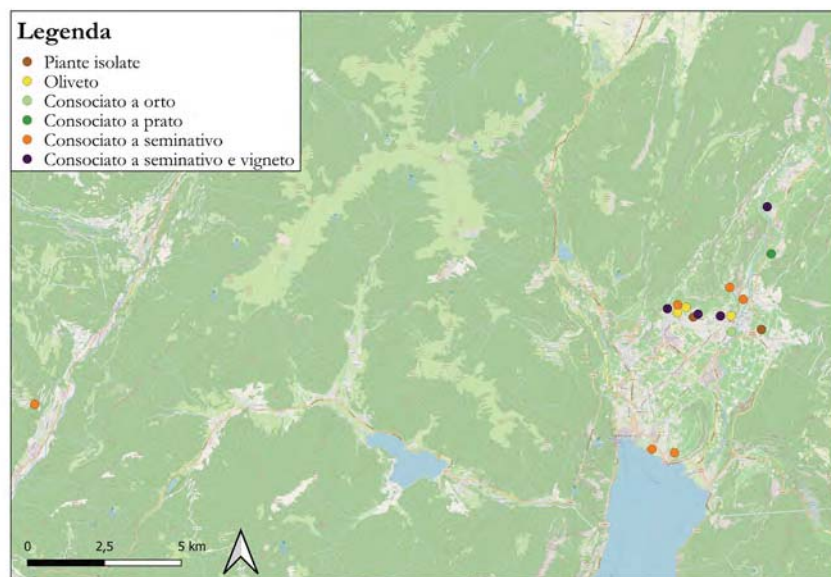 Legenda
Piante isolate
Oliveto
Consociato a orto
Consociato a prato
Consociato a seminativo
Consociato a seminativo e vigneto
0 2,5 5 km